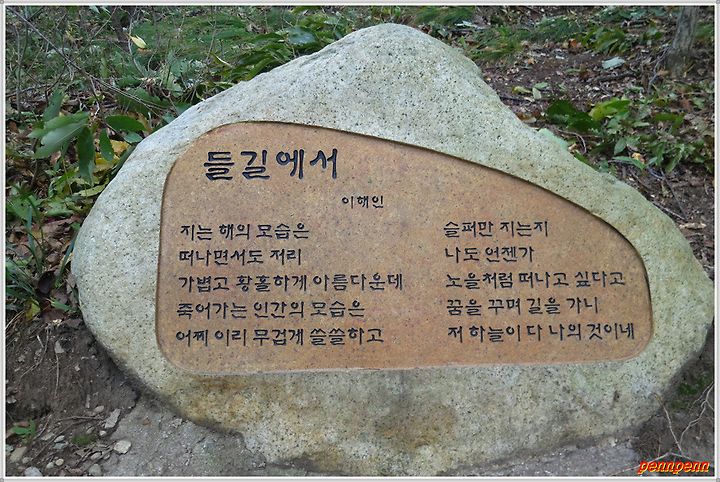 들길에서
이해인
지는 해의 모습은
떠나면서도 저리
가볍고 황홀하게 아름다운데
죽어가는 인간의 모습은
어찌 이리 무겁게 쓸쓸하고
슬퍼만 지는지
나도 언젠가
노을처럼 떠나고 싶다고
꿈을 꾸며 길을 가니
저 하늘이 다 나의 것이네
pennpenn